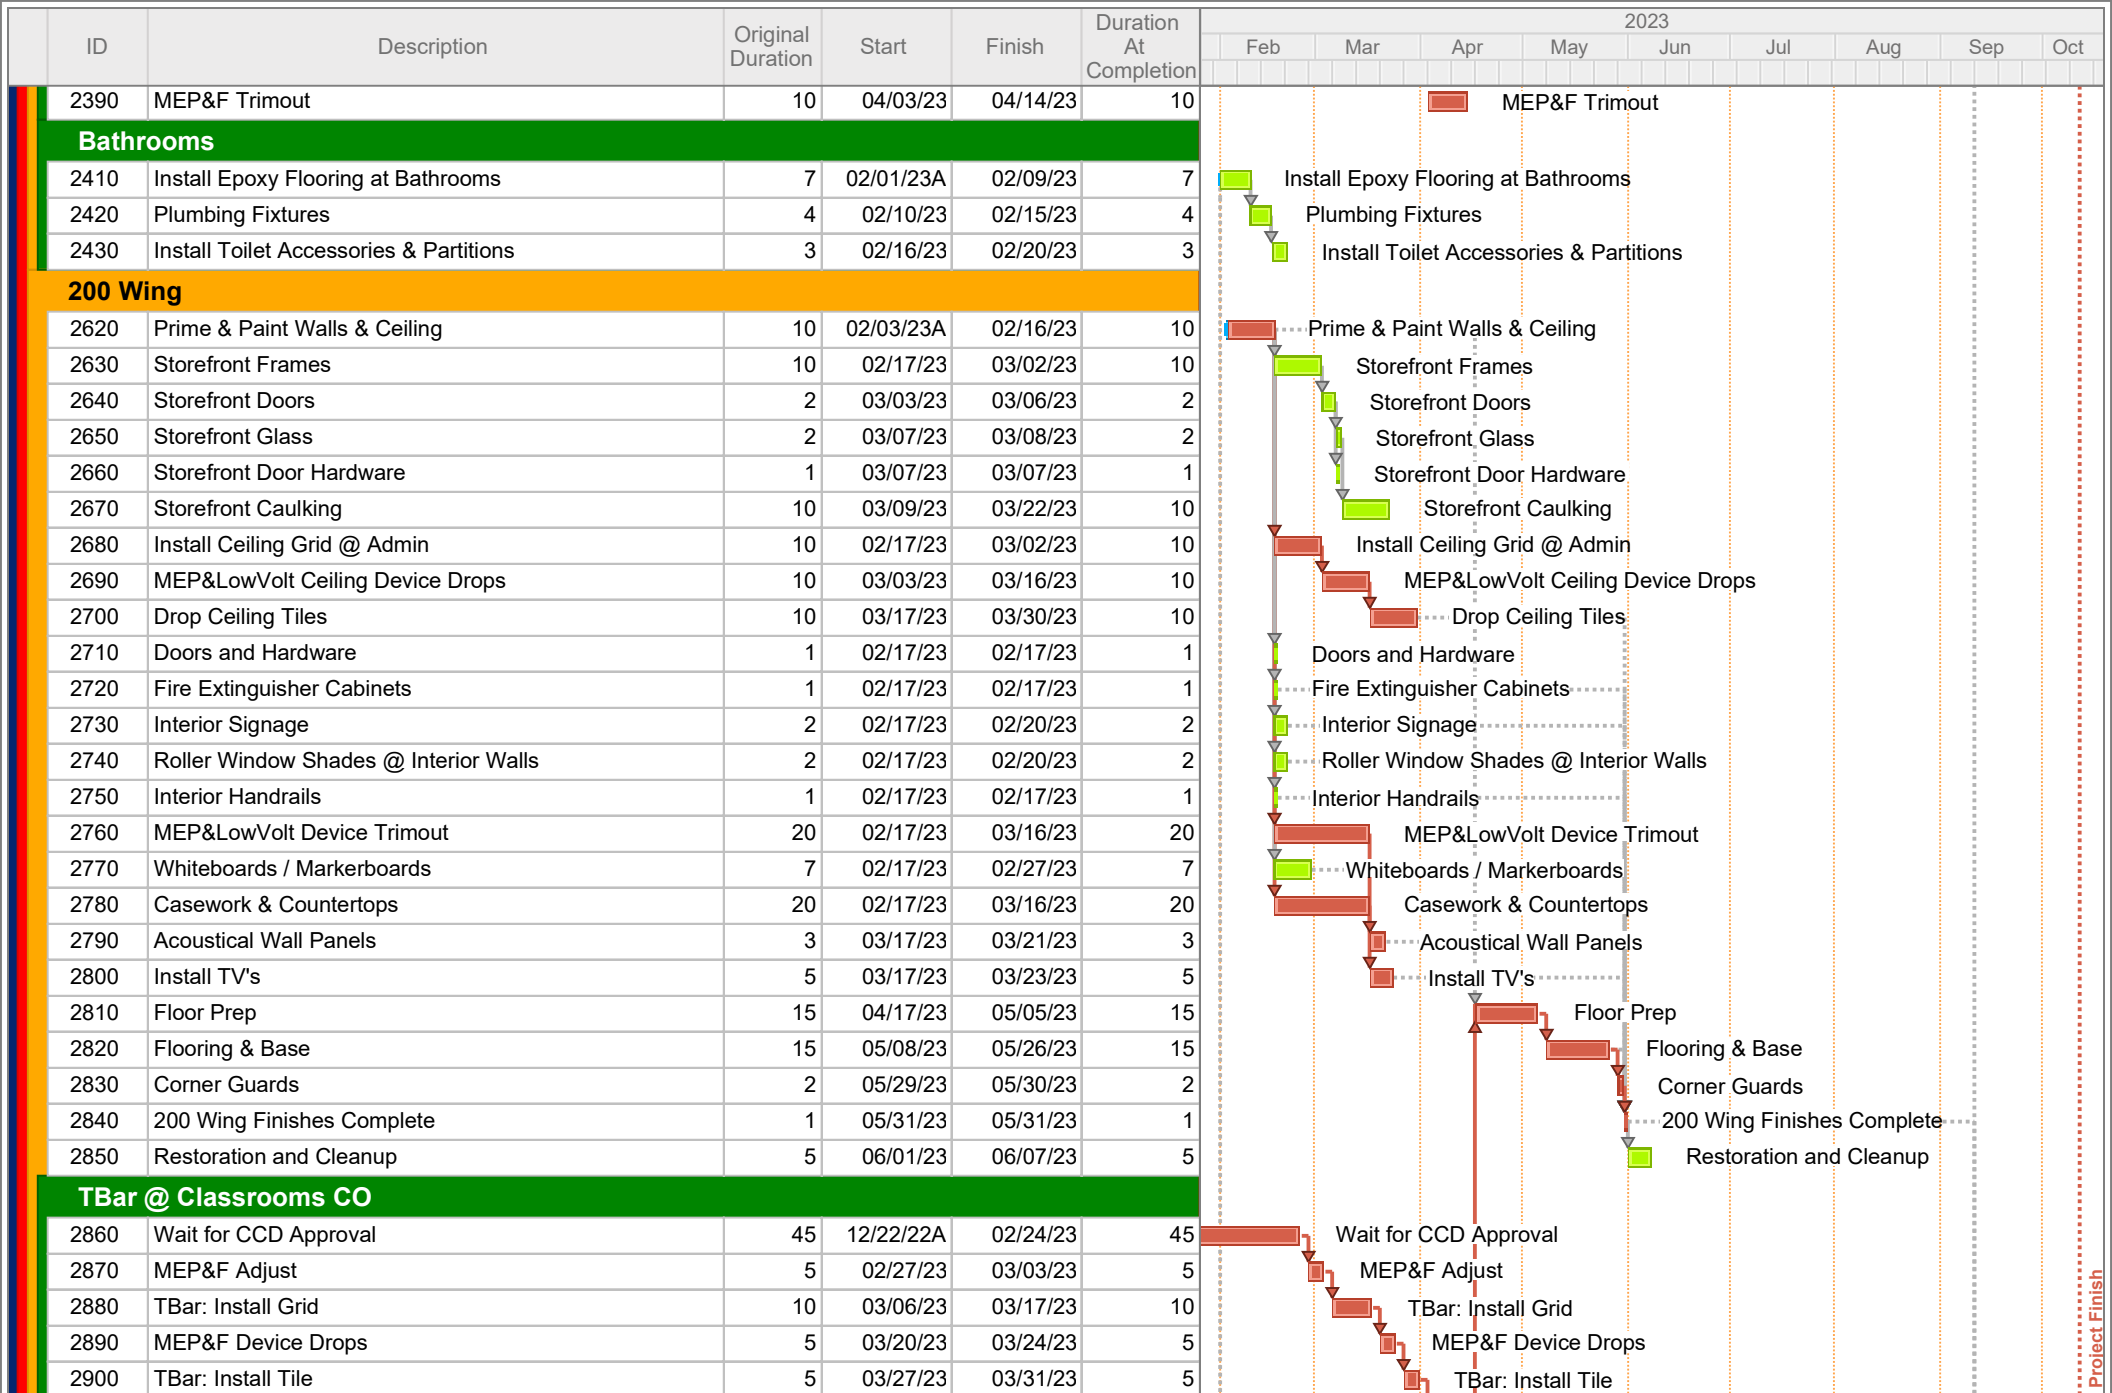 ID Description Original Duration Start Finish Duration At Completion
2023
Feb Mar Apr May Jun Jul Aug Sep Oct
2390 MEP&F Trimout 10 04/03/23 04/14/23 10 MEP&F Trimout
Bathrooms
2410 Install Epoxy Flooring at Bathrooms 7 02/01/23A 02/09/23 7 Install Epoxy Flooring at Bathrooms
2420 Plumbing Fixtures 4 02/10/23 02/15/23 4 Plumbing Fixtures
2430 Install Toilet Accessories & Partitions 3 02/16/23 02/20/23 3 Install Toilet Accessories & Partitions
200 Wing
2620 Prime & Paint Walls & Ceiling 10 02/03/23A 02/16/23 10 Prime & Paint Walls & Ceiling
2630 Storefront Frames 10 02/17/23 03/02/23 10 Storefront Frames
2640 Storefront Doors 2 03/03/23 03/06/23 2 Storefront Doors
2650 Storefront Glass 2 03/07/23 03/08/23 2 Storefront Glass
2660 Storefront Door Hardware 1 03/07/23 03/07/23 1 Storefront Door Hardware
2670 Storefront Caulking 10 03/09/23 03/22/23 10 Storefront Caulking
2680 Install Ceiling Grid @ Admin 10 02/17/23 03/02/23 10 Install Ceiling Grid @ Admin
2690 MEP&LowVolt Ceiling Device Drops 10 03/03/23 03/16/23 10 MEP&LowVolt Ceiling Device Drops
2700 Drop Ceiling Tiles 10 03/17/23 03/30/23 10 Drop Ceiling Tiles
2710 Doors and Hardware 1 02/17/23 02/17/23 1 Doors and Hardware
2720 Fire Extinguisher Cabinets 1 02/17/23 02/17/23 1 Fire Extinguisher Cabinets
2730 Interior Signage 2 02/17/23 02/20/23 2 Interior Signage
2740 Roller Window Shades @ Interior Walls 2 02/17/23 02/20/23 2 Roller Window Shades @ Interior Walls
2750 Interior Handrails 1 02/17/23 02/17/23 1 Interior Handrails
2760 MEP&LowVolt Device Trimout 20 02/17/23 03/16/23 20 MEP&LowVolt Device Trimout
2770 Whiteboards / Markerboards 7 02/17/23 02/27/23 7 Whiteboards / Markerboards
2780 Casework & Countertops 20 02/17/23 03/16/23 20 Casework & Countertops
2790 Acoustical Wall Panels 3 03/17/23 03/21/23 3 Acoustical Wall Panels
2800 Install TV's 5 03/17/23 03/23/23 5 Install TV's
2810 Floor Prep 15 04/17/23 05/05/23 15 Floor Prep
2820 Flooring & Base 15 05/08/23 05/26/23 15 Flooring & Base
2830 Corner Guards 2 05/29/23 05/30/23 2 Corner Guards
2840 200 Wing Finishes Complete 1 05/31/23 05/31/23 1 200 Wing Finishes Complete
2850 Restoration and Cleanup 5 06/01/23 06/07/23 5 Restoration and Cleanup
TBar @ Classrooms CO
2860 Wait for CCD Approval 45 12/22/22A 02/24/23 45 Wait for CCD Approval
2870 MEP&F Adjust 5 02/27/23 03/03/23 5 MEP&F Adjust
2880 TBar: Install Grid 10 03/06/23 03/17/23 10 TBar: Install Grid
2890 MEP&F Device Drops 5 03/20/23 03/24/23 5 MEP&F Device Drops
2900 TBar: Install Tile 5 03/27/23 03/31/23 5 TBar: Install Tile
Project Finish